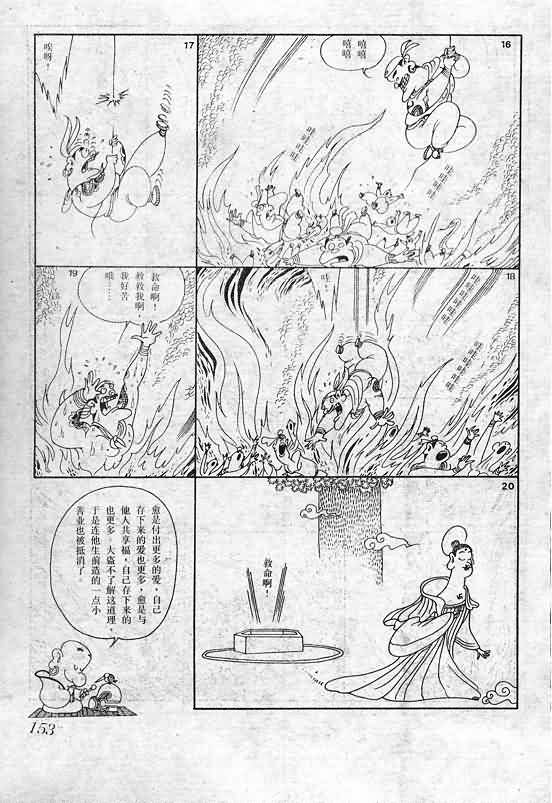 16
嘻嘻
嘻嘻
17
唉呀！
18
哇
19
救命啊！
救救我啊
我好苦
哦……
20
救命啊！
愈是付出更多的爱，自己
存下来的爱也更多，愈是与
他人共享福，自己存下来的
也更多。大盗不了解这道理，
于是连他生前造的一点小
善业也被抵消了
153